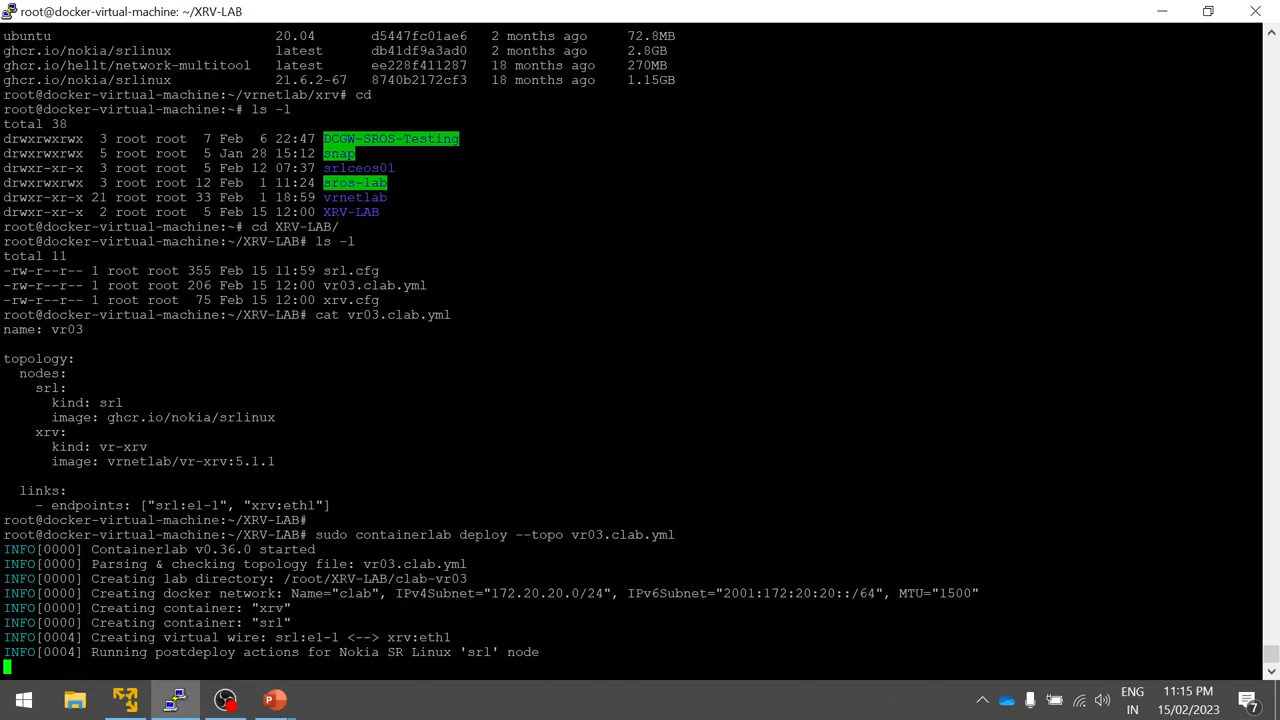 root@docker-virtual-machine: ~/XRV-LAB
ubuntu                     20.04        d5447fc01ae6   2 months ago    72.8MB
ghcr.io/nokia/srlinux      latest       db41df9a3ad0   2 months ago    2.8GB
ghcr.io/hellt/network-multitool   latest       ee228f411287   18 months ago   270MB
ghcr.io/nokia/srlinux      21.6.2-67    8740b2172cf3   18 months ago   1.15GB
root@docker-virtual-machine:~/vrnetlab/xrv# cd
root@docker-virtual-machine:~# ls -l
total 38
drwxrwxrwx  3 root root  7 Feb  6 22:47 DCGW-SROS-Testing
drwxrwxrwx  5 root root  5 Jan 28 15:12 snap
drwxr-xr-x  3 root root  5 Feb 12 07:37 srlceos01
drwxrwxrwx  3 root root 12 Feb  1 11:24 sros-lab
drwxr-xr-x 21 root root 33 Feb  1 18:59 vrnetlab
drwxr-xr-x  2 root root  5 Feb 15 12:00 XRV-LAB
root@docker-virtual-machine:~# cd XRV-LAB/
root@docker-virtual-machine:~/XRV-LAB# ls -l
total 11
-rw-r--r-- 1 root root 355 Feb 15 11:59 srl.cfg
-rw-r--r-- 1 root root 206 Feb 15 12:00 vr03.clab.yml
-rw-r--r-- 1 root root  75 Feb 15 12:00 xrv.cfg
root@docker-virtual-machine:~/XRV-LAB# cat vr03.clab.yml
name: vr03
topology:
  nodes:
    srl:
      kind: srl
      image: ghcr.io/nokia/srlinux
    xrv:
      kind: vr-xrv
      image: vrnetlab/vr-xrv:5.1.1
  links:
    - endpoints: ["srl:e1-1", "xrv:eth1"]
root@docker-virtual-machine:~/XRV-LAB#
root@docker-virtual-machine:~/XRV-LAB# sudo containerlab deploy --topo vr03.clab.yml
INFO[0000] Containerlab v0.36.0 started
INFO[0000] Parsing & checking topology file: vr03.clab.yml
INFO[0000] Creating lab directory: /root/XRV-LAB/clab-vr03
INFO[0000] Creating docker network: Name="clab", IPv4Subnet="172.20.20.0/24", IPv6Subnet="2001:172:20:20::/64", MTU="1500"
INFO[0000] Creating container: "xrv"
INFO[0000] Creating container: "srl"
INFO[0004] Creating virtual wire: srl:e1-1 <--> xrv:eth1
INFO[0004] Running postdeploy actions for Nokia SR Linux 'srl' node
ENG
IN
11:15 PM
15/02/2023
7